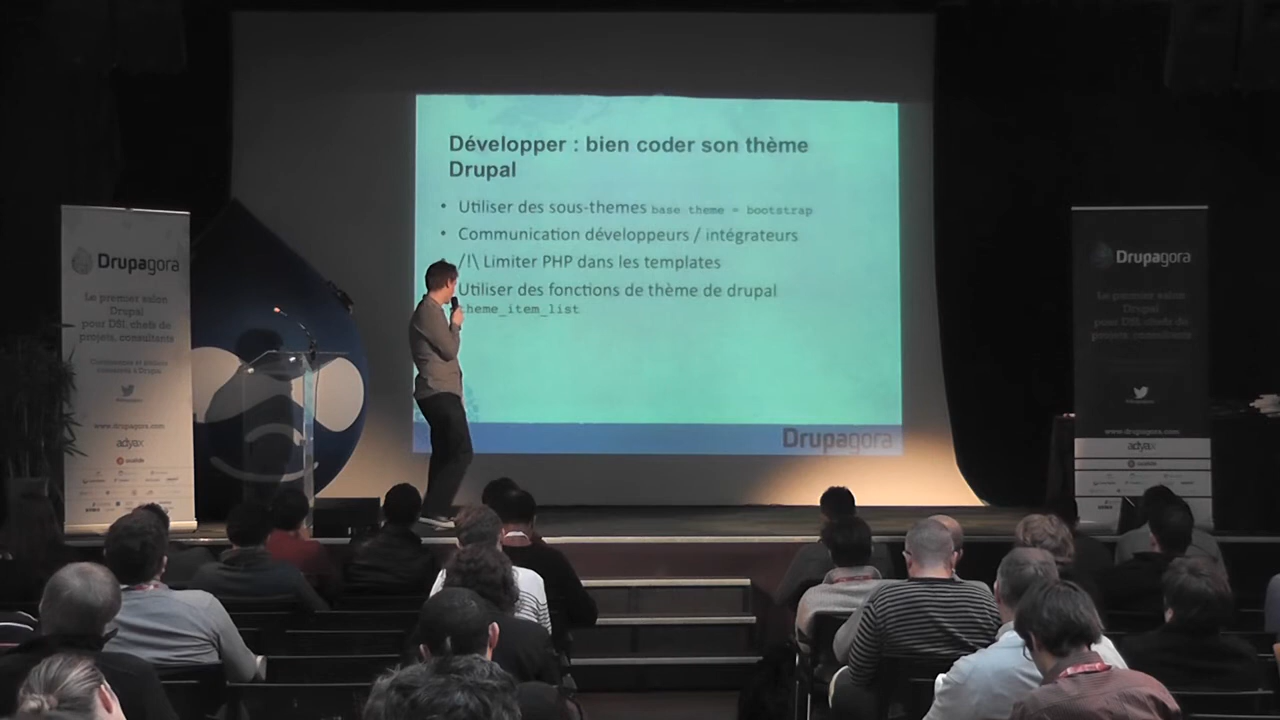 Développer : bien coder son thème
Drupal
• Utiliser des sous-themes base theme = bootstrap
• Communication développeurs / intégrateurs
/!\ Limiter PHP dans les templates
Utiliser des fonctions de thème de drupal
theme_item_list
Drupagora
Drupagora
Le premier salon
Drupal
pour DSI, chefs de
projets, consultants
www.drupagora.com
adyax
Drupagora
Le premier salon
Drupal
pour DSI, chefs de
projets, consultants
www.drupagora.com
adyax